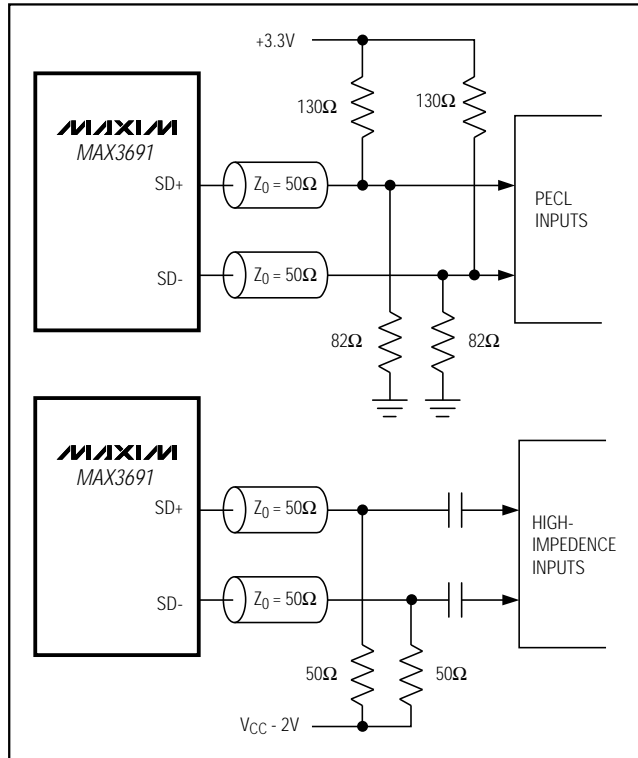 +3.3V
130Ω 130Ω
MAXIM
MAX3691
SD+ Z0 = 50Ω
PECL
INPUTS
SD- Z0 = 50Ω
82Ω 82Ω
MAXIM
MAX3691
SD+ Z0 = 50Ω
HIGH-
IMPEDENCE
INPUTS
SD- Z0 = 50Ω
50Ω 50Ω
VCC - 2V